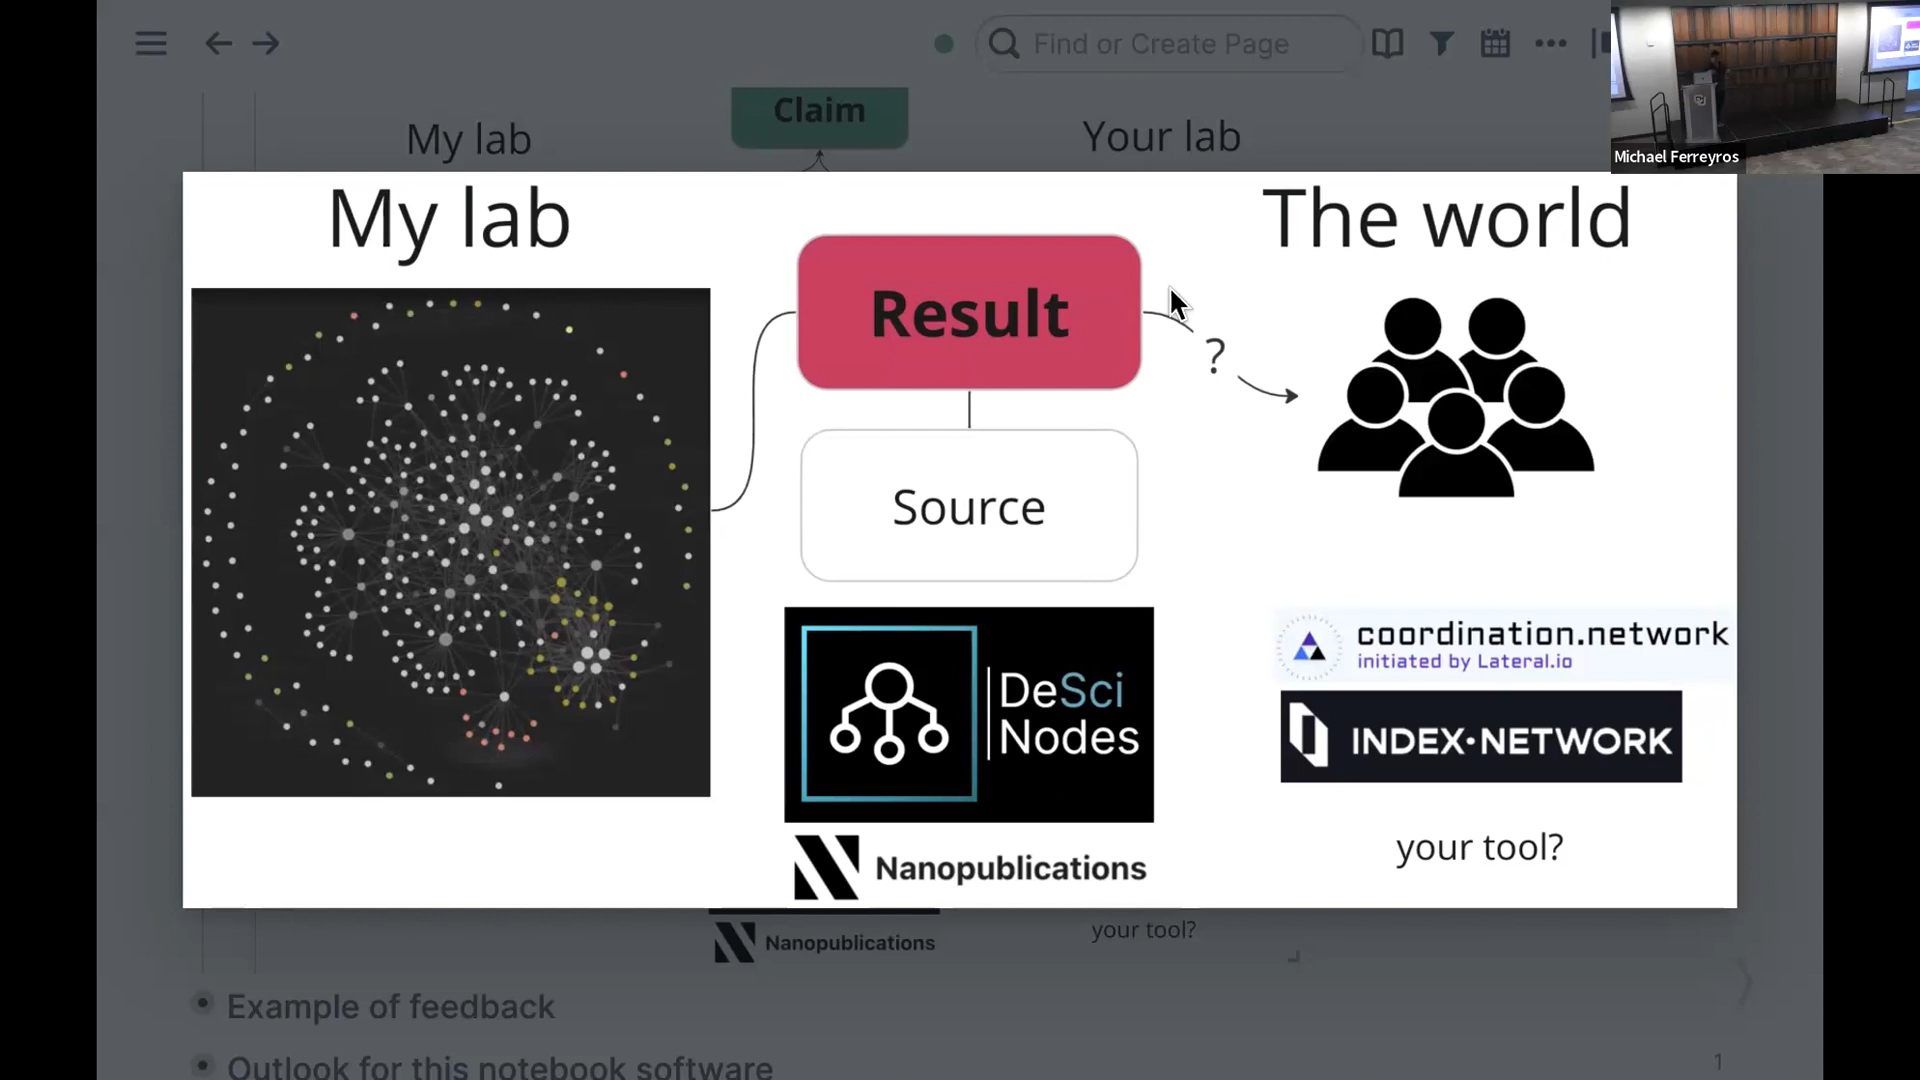 Find or Create Page
Claim
My lab
Your lab
Michael Ferreyros
My lab
The world
Result
?
Source
DeSci
Nodes
Nanopublications
coordination.network
initiated by Lateral.io
INDEX·NETWORK
your tool?
Nanopublications
your tool?
Example of feedback
Outlook for this notebook software
1